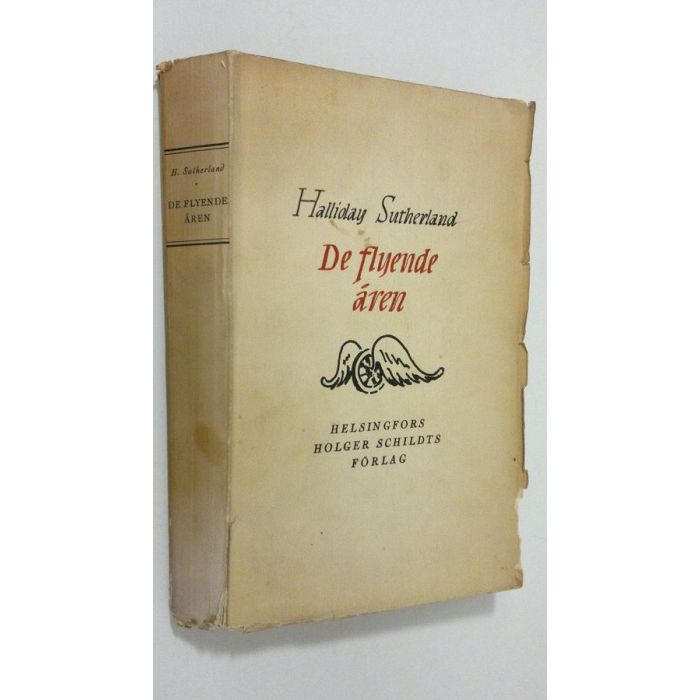 H. Sutherland
DE FLYENDE
ÅREN
Halliday Sutherland
De flyende
åren
HELSINGFORS
HOLGER SCHILDTS
FÖRLAG